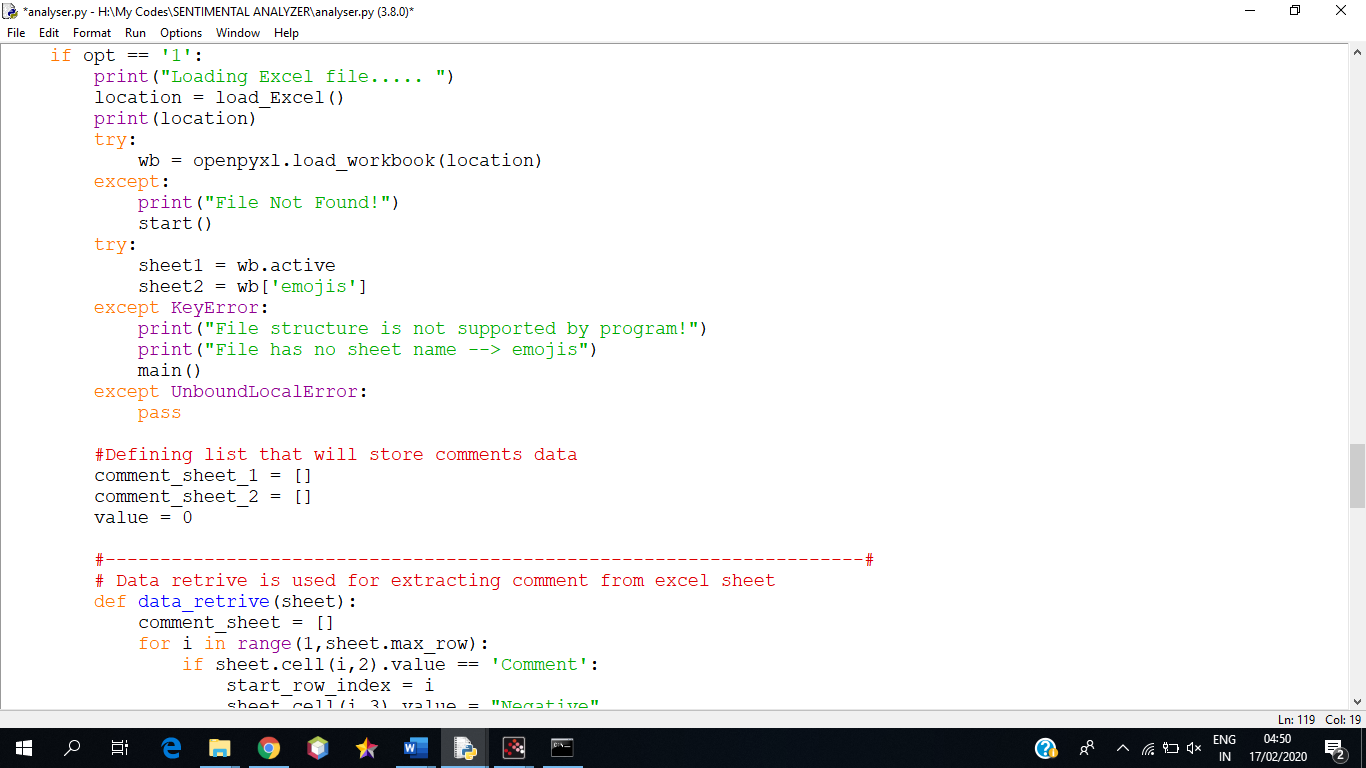 *analyser.py - H:\My Codes\SENTIMENTAL ANALYZER\analyser.py (3.8.0)*
File Edit Format Run Options Window Help
if opt == '1':
print("Loading Excel file..... ")
location = load_Excel()
print(location)
try:
wb = openpyxl.load_workbook(location)
except:
print("File Not Found!")
start()
try:
sheet1 = wb.active
sheet2 = wb['emojis']
except KeyError:
print("File structure is not supported by program!")
print("File has no sheet name --> emojis")
main()
except UnboundLocalError:
pass
#Defining list that will store comments data
comment_sheet_1 = []
comment_sheet_2 = []
value = 0
#---------------------------------------------------------------------#
# Data retrive is used for extracting comment from excel sheet
def data_retrive(sheet):
comment_sheet = []
for i in range(1,sheet.max_row):
if sheet.cell(i,2).value == 'Comment':
start_row_index = i
sheet.cell(i,3).value = "Negative"
Ln: 119 Col: 19
ENG
IN
04:50
17/02/2020
2